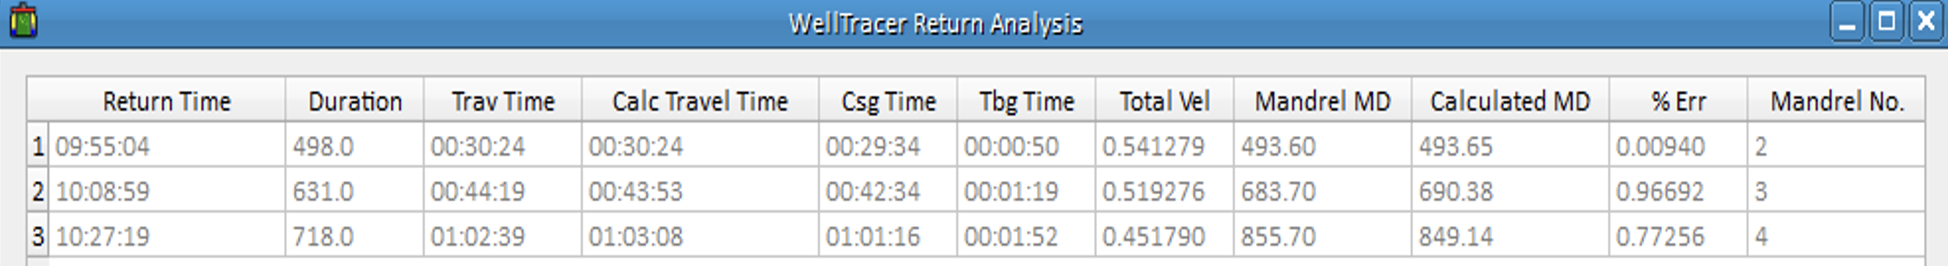 WellTracer Return Analysis
Return Time Duration Trav Time Calc Travel Time Csg Time Tbg Time Total Vel Mandrel MD Calculated MD % Err Mandrel No.
1 09:55:04 498.0 00:30:24 00:30:24 00:29:34 00:00:50 0.541279 493.60 493.65 0.00940 2
2 10:08:59 631.0 00:44:19 00:43:53 00:42:34 00:01:19 0.519276 683.70 690.38 0.96692 3
3 10:27:19 718.0 01:02:39 01:03:08 01:01:16 00:01:52 0.451790 855.70 849.14 0.77256 4